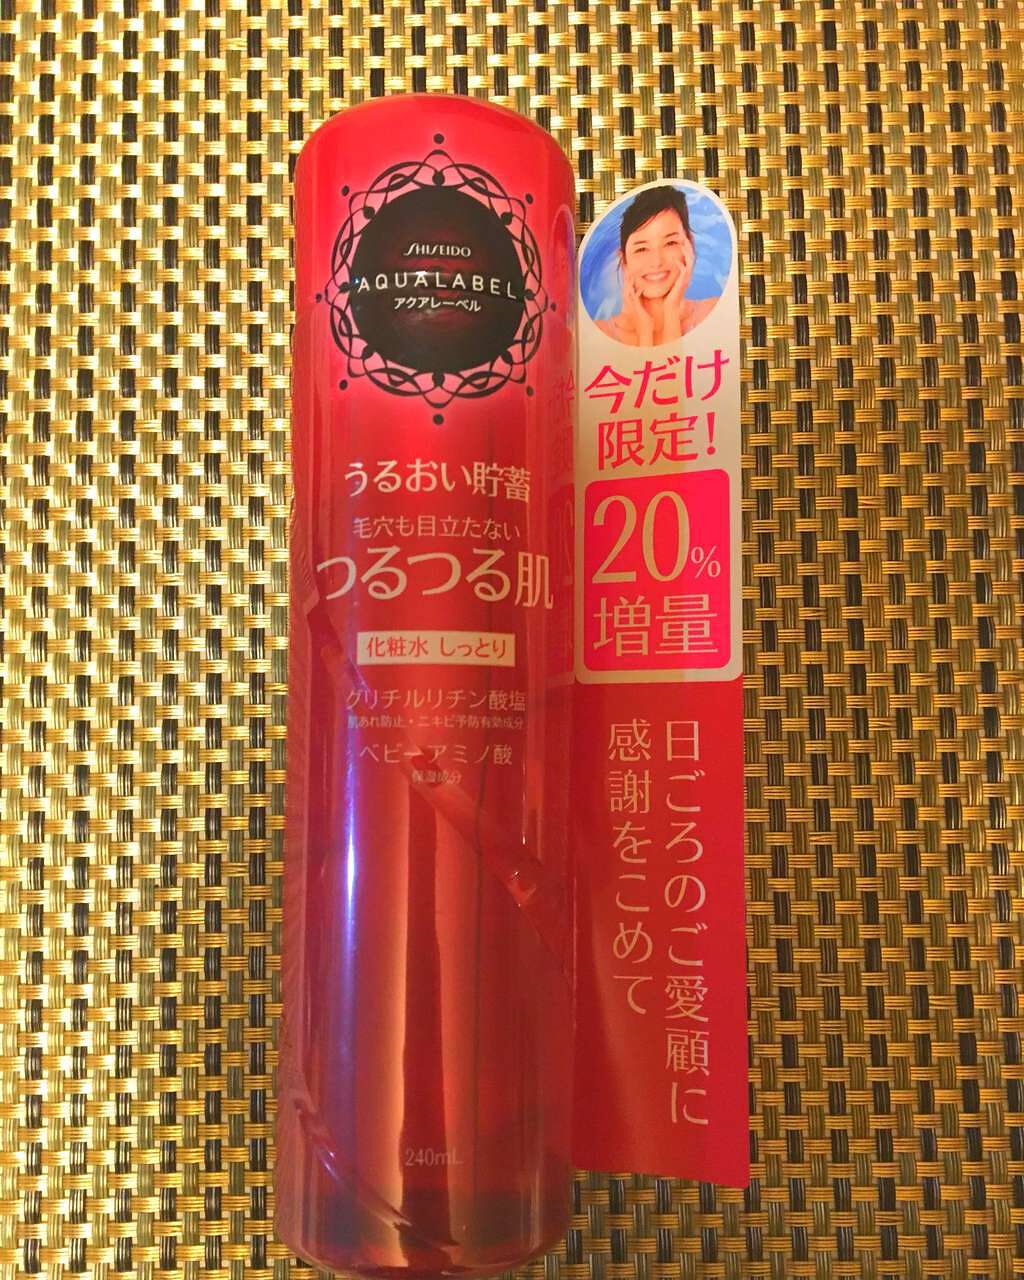 SHISEIDO
AQUALABEL
アクアレーベル
うるおい貯蓄
毛穴も目立たない
つるつる肌
化粧水 しっとり
グリチルリチン酸塩
肌あれ防止・ニキビ予防有効成分
ベビーアミノ酸
保湿成分
240mL
今だけ
限定!
20%
増量
日ごろのご愛顧に
感謝をこめて